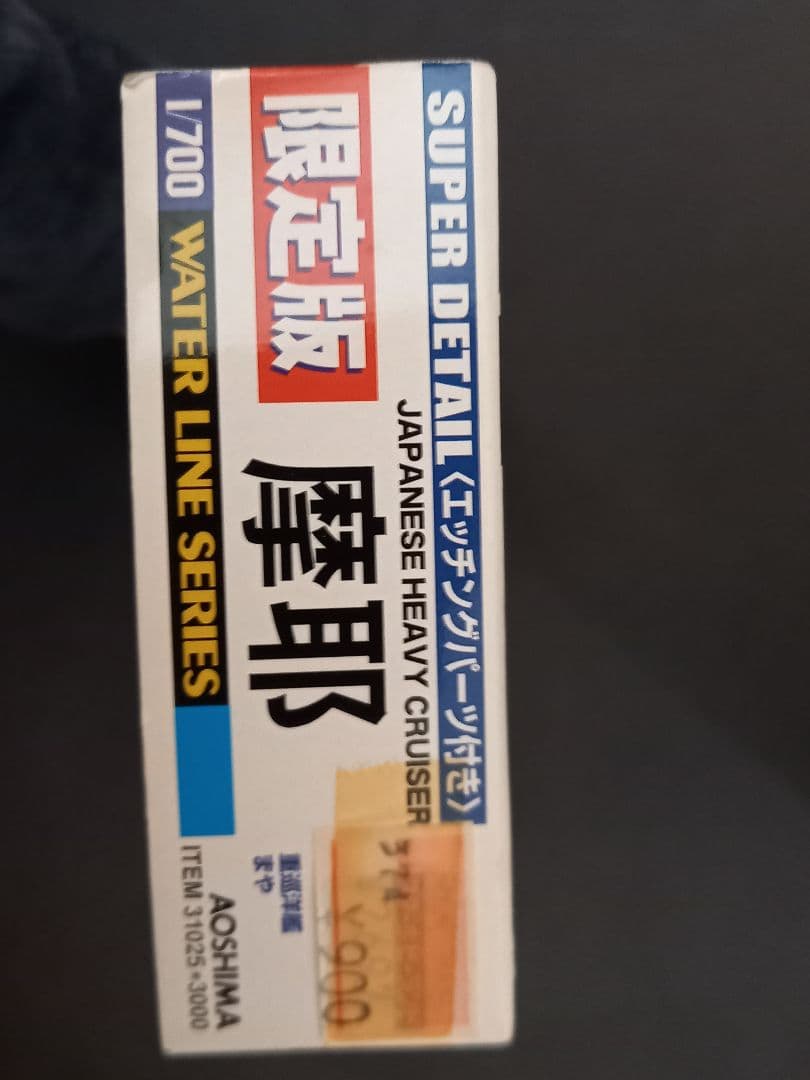 SUPER DETAIL〈エッチングパーツ付き〉
JAPANESE HEAVY CRUISER
限定版
摩耶
重巡洋艦
まや
1/700 WATER LINE SERIES
AOSHIMA
ITEM 31025•3000
¥900